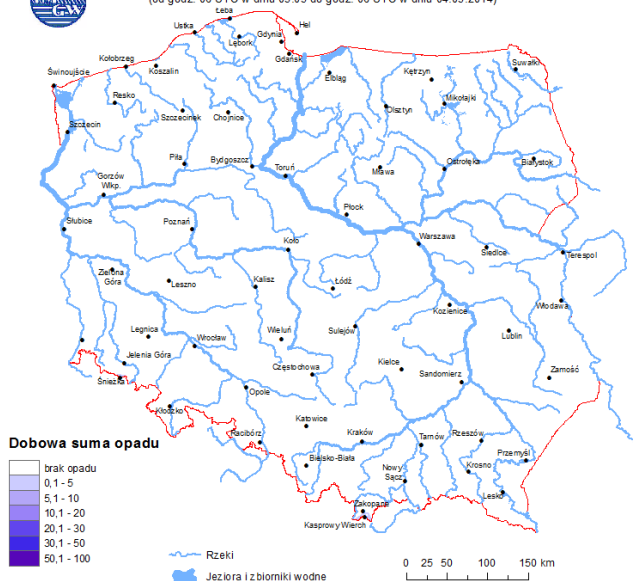 GW
(od godz. 06 UTC w dniu 03.09 do godz. 06 UTC w dniu 04.09.2014)
Łeba
Ustka
Hel
Lębork
Gdynia
Gdańsk
Kołobrzeg
Koszalin
Elbląg
Kętrzyn
Suwałki
Świnoujście
Resko
Szczecinek
Chojnice
Olsztyn
Mikołajki
Szczecin
Piła
Bydgoszcz
Toruń
Mława
Ostrołęka
Białystok
Gorzów
Wlkp.
Płock
Słubice
Poznań
Warszawa
Koło
Siedlce
Terespol
Zielona
Góra
Leszno
Kalisz
Łódź
Kozienice
Włodawa
Legnica
Wrocław
Wieluń
Sulejów
Lublin
Jelenia Góra
Śnieżka
Częstochowa
Kielce
Sandomierz
Zamość
Opole
Kłodzko
Katowice
Racibórz
Kraków
Tarnów
Rzeszów
Przemyśl
Bielsko-Biała
Nowy
Sącz
Krosno
Lesko
Zakopane
Kasprowy Wierch
Dobowa suma opadu
brak opadu
0,1 - 5
5,1 - 10
10,1 - 20
20,1 - 30
30,1 - 50
50,1 - 100
Rzeki
Jeziora i zbiorniki wodne
0 25 50 100 150 km